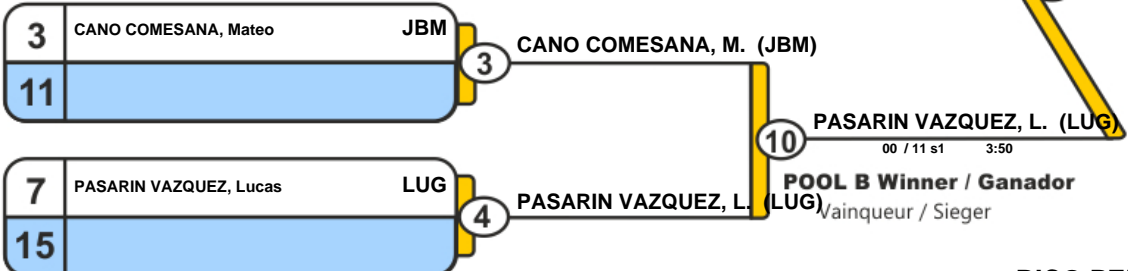 3 CANO COMESANA, Mateo JBM
11
3 CANO COMESANA, M. (JBM)
7 PASARIN VAZQUEZ, Lucas LUG
15
4 PASARIN VAZQUEZ, L. (LUG)
10 PASARIN VAZQUEZ, L. (LUG)
00 / 11 s1 3:50
POOL B Winner / Ganador
Vainqueur / Sieger